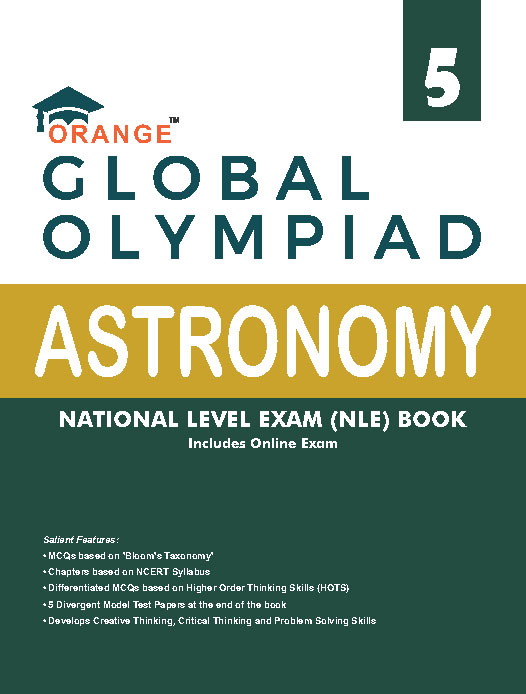 5
ORANGE™
GLOBAL
OLYMPIAD
ASTRONOMY
NATIONAL LEVEL EXAM (NLE) BOOK
Includes Online Exam
Salient Features:
• MCQs based on 'Bloom's Taxonomy'
• Chapters based on NCERT Syllabus
• Differentiated MCQs based on Higher Order Thinking Skills (HOTS)
• 5 Divergent Model Test Papers at the end of the book
• Develops Creative Thinking, Critical Thinking and Problem Solving Skills